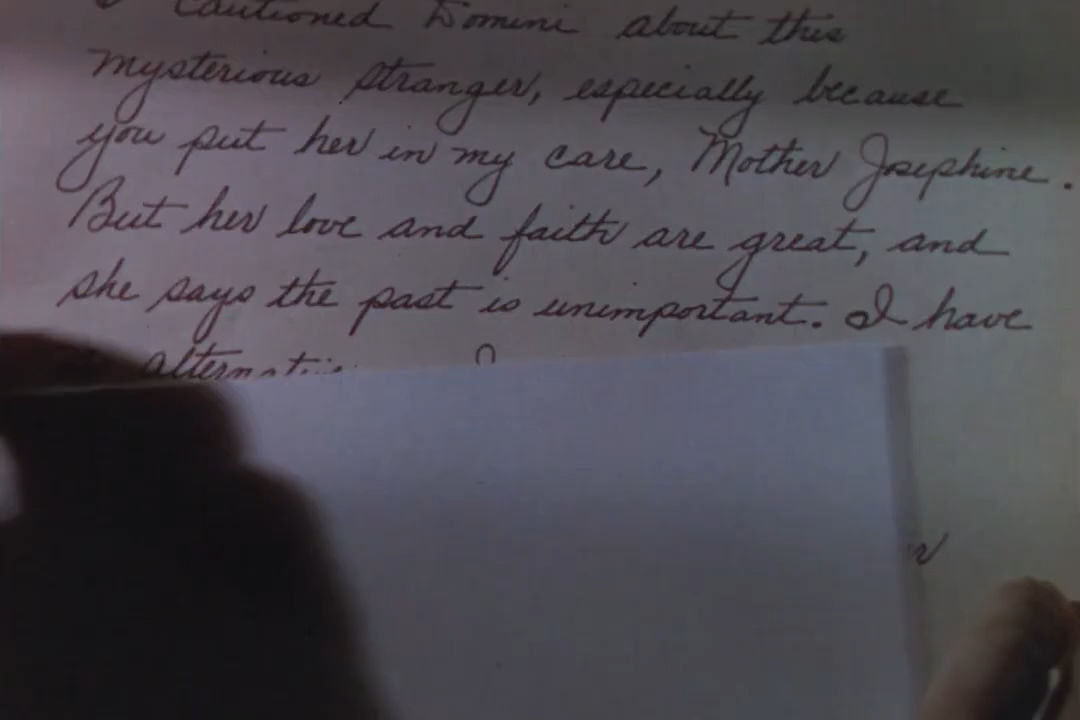 I cautioned Domini about this
mysterious stranger, especially because
you put her in my care, Mother Josephine.
But her love and faith are great, and
she says the past is unimportant. I have